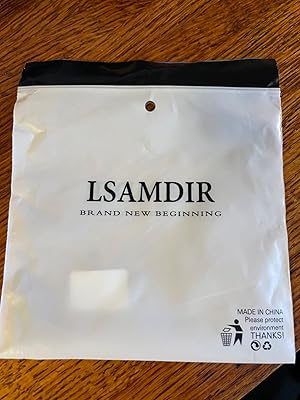 LSAMDIR
BRAND NEW BEGINNING
MADE IN CHINA
Please protect
environment
THANKS!